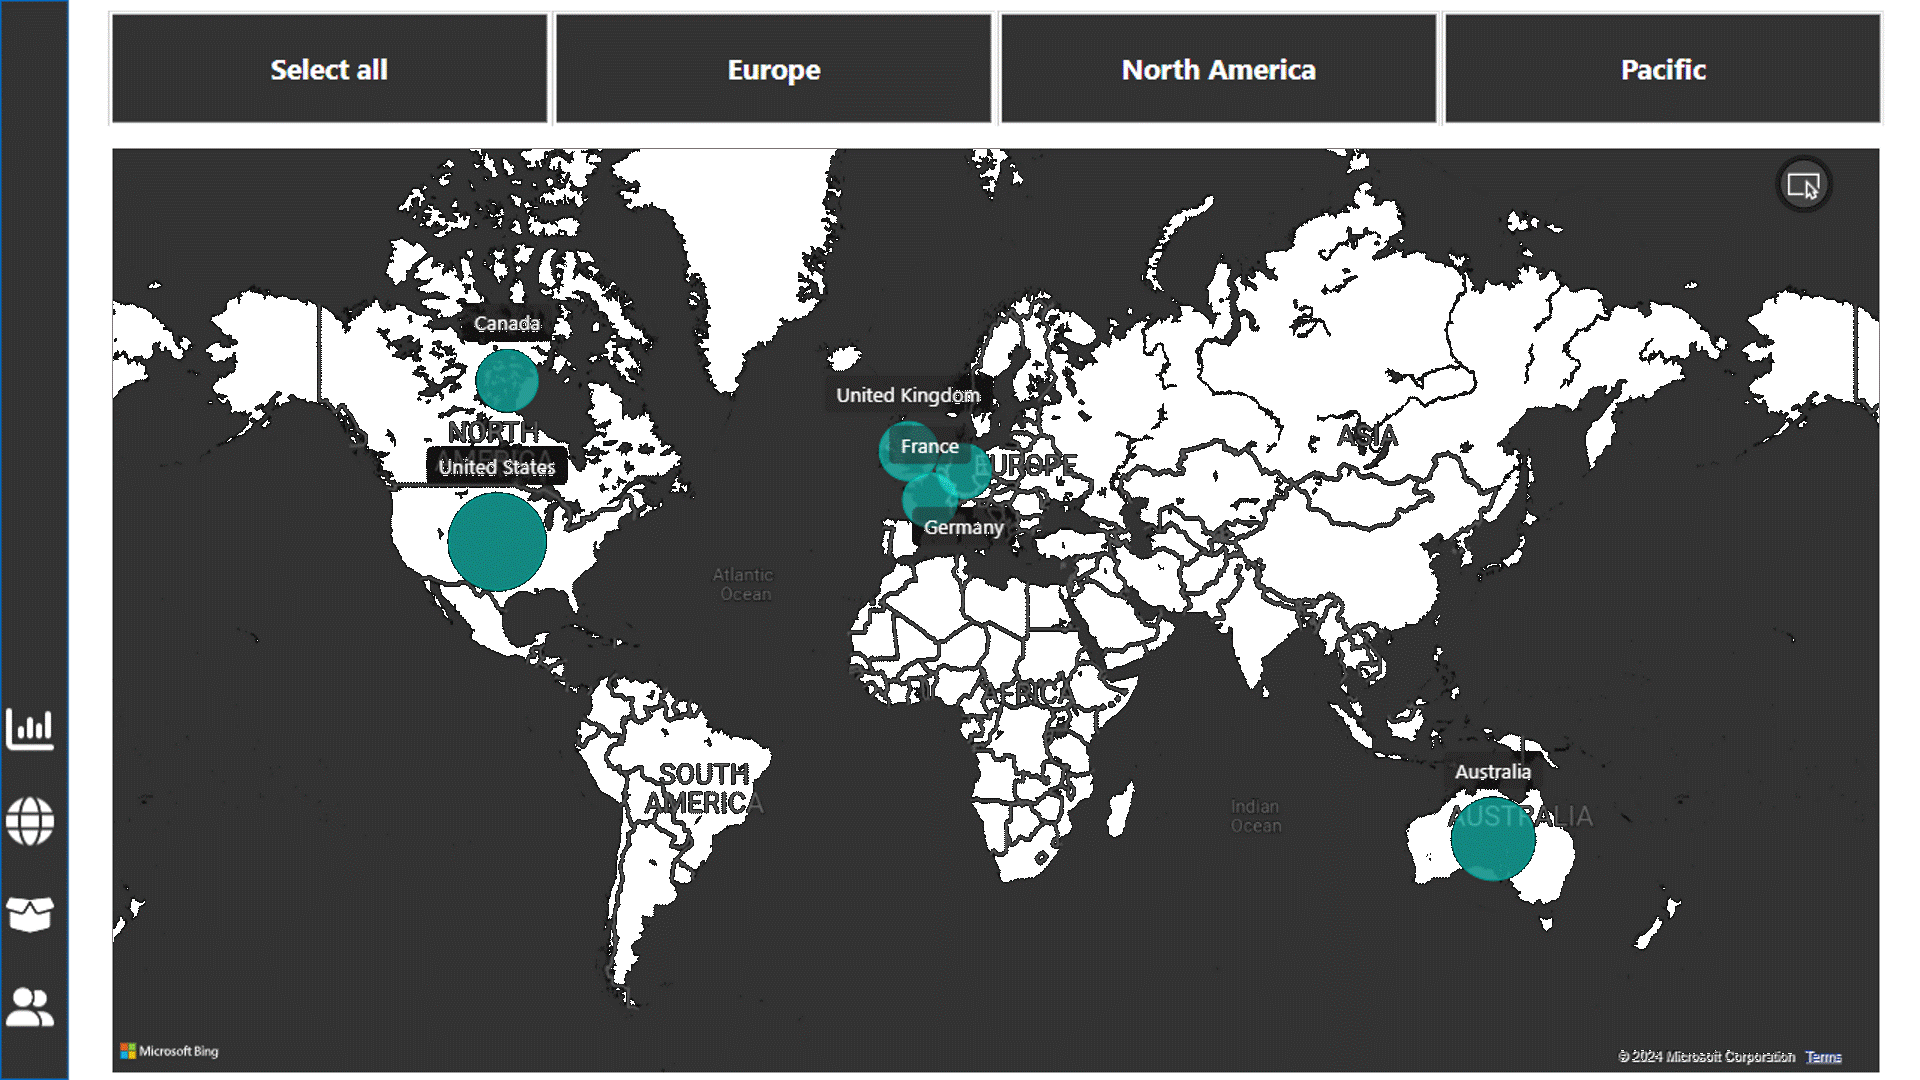 Select all
Europe
North America
Pacific
Canada
NORTH
AMERICA
United States
United Kingdom
France
EUROPE
Germany
ASIA
Atlantic
Ocean
AFRICA
SOUTH
AMERICA
Australia
AUSTRALIA
Indian
Ocean
Microsoft Bing
© 2024 Microsoft Corporation Terms